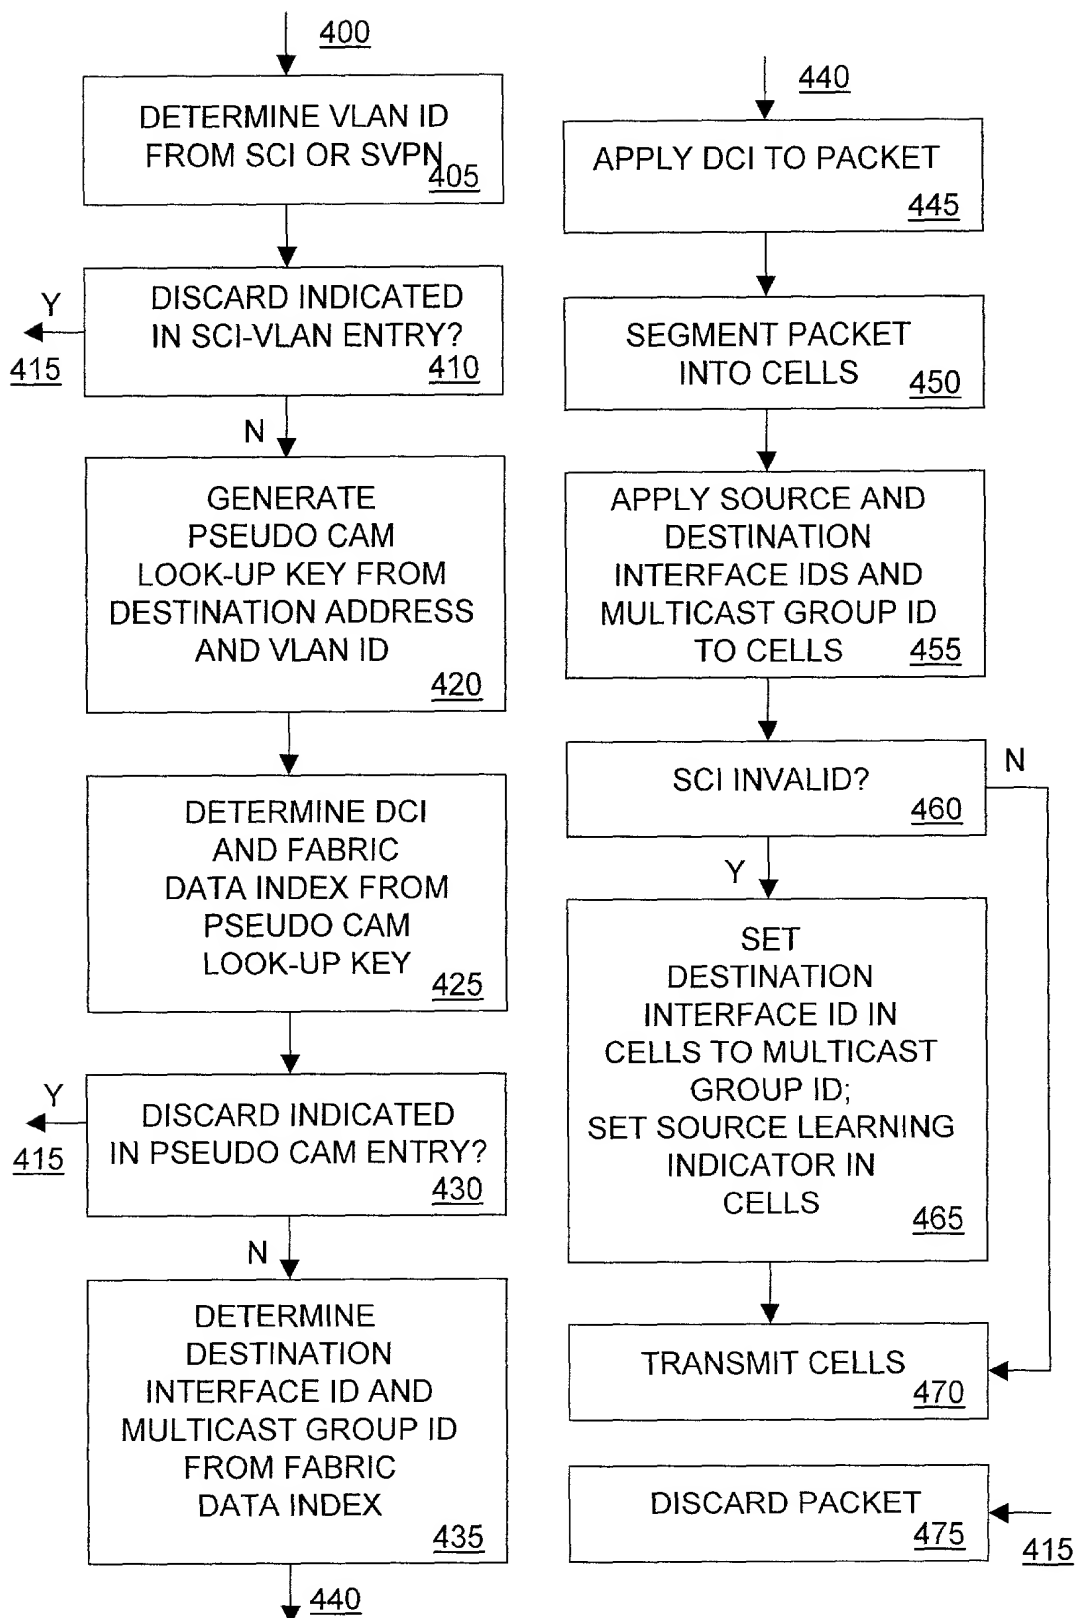 400
DETERMINE VLAN ID
FROM SCI OR SVPN
405
DISCARD INDICATED
IN SCI-VLAN ENTRY?
410
Y
415
N
GENERATE
PSEUDO CAM
LOOK-UP KEY FROM
DESTINATION ADDRESS
AND VLAN ID
420
DETERMINE DCI
AND FABRIC
DATA INDEX FROM
PSEUDO CAM
LOOK-UP KEY
425
Y
415
DISCARD INDICATED
IN PSEUDO CAM ENTRY?
430
N
DETERMINE
DESTINATION
INTERFACE ID AND
MULTICAST GROUP ID
FROM FABRIC
DATA INDEX
435
440
440
APPLY DCI TO PACKET
445
SEGMENT PACKET
INTO CELLS
450
APPLY SOURCE AND
DESTINATION
INTERFACE IDS AND
MULTICAST GROUP ID
TO CELLS
455
SCI INVALID?
460
N
Y
SET
DESTINATION
INTERFACE ID IN
CELLS TO MULTICAST
GROUP ID;
SET SOURCE LEARNING
INDICATOR IN
CELLS
465
TRANSMIT CELLS
470
DISCARD PACKET
475
415